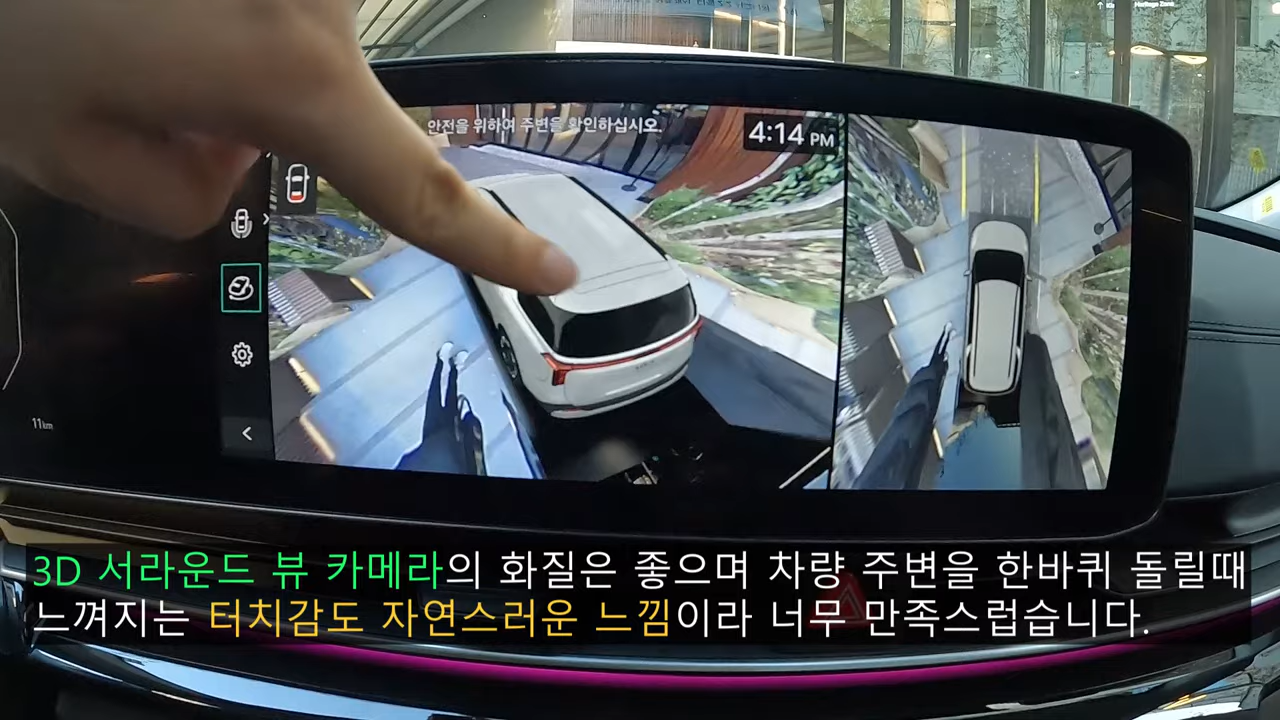 안전을 위하여 주변을 확인하십시오.
4:14 PM
11km
3D 서라운드 뷰 카메라의 화질은 좋으며 차량 주변을 한바퀴 돌릴때
느껴지는 터치감도 자연스러운 느낌이라 너무 만족스럽습니다.